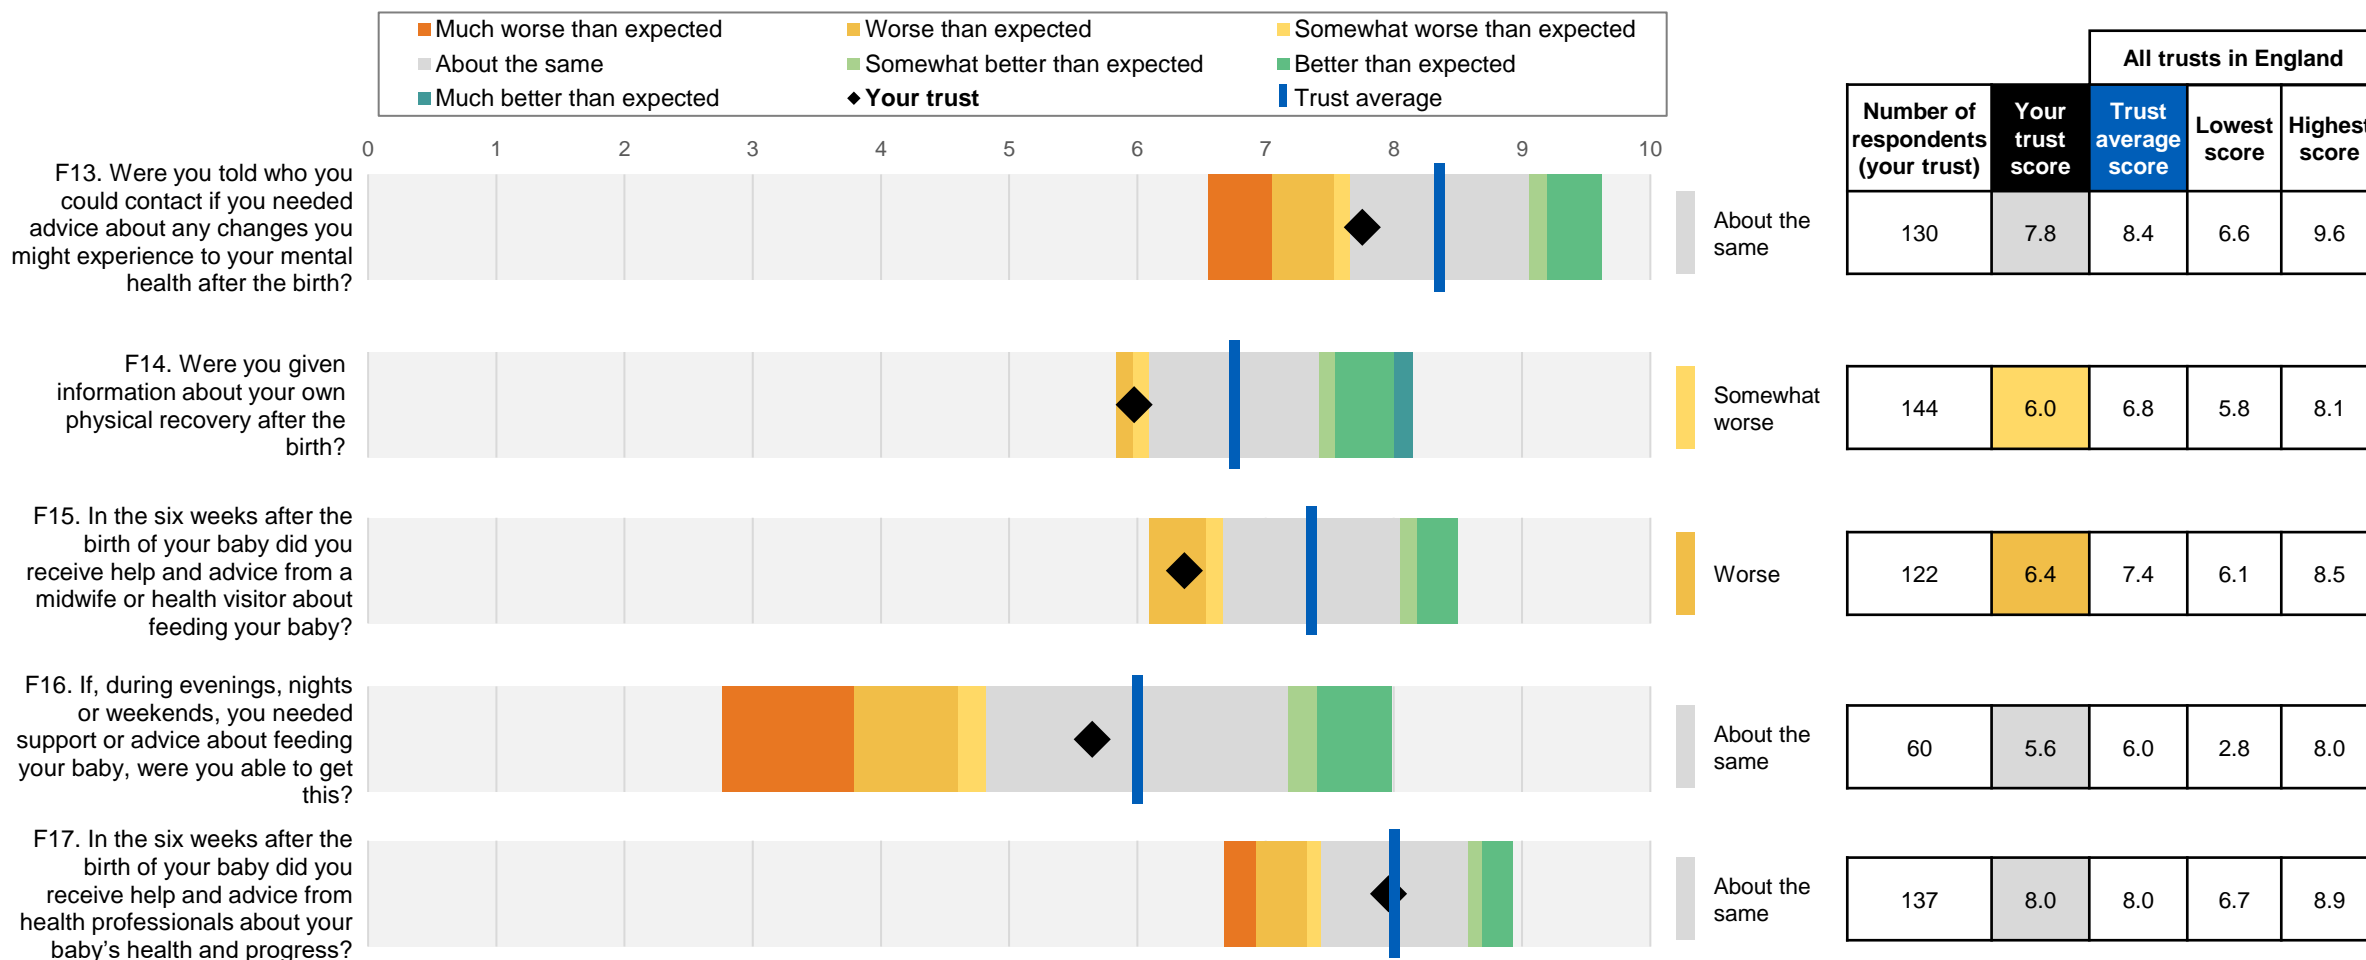 Much worse than expected
Worse than expected
Somewhat worse than expected
About the same
Somewhat better than expected
Better than expected
Much better than expected
Your trust
Trust average
All trusts in England
Number of
respondents
(your trust)
Your
trust
score
Trust
average
score
Lowest
score
Highest
score
0 1 2 3 4 5 6 7 8 9 10
F13. Were you told who you
could contact if you needed
advice about any changes you
might experience to your mental
health after the birth?
About the
same
130 7.8 8.4 6.6 9.6
F14. Were you given
information about your own
physical recovery after the
birth?
Somewhat
worse
144 6.0 6.8 5.8 8.1
F15. In the six weeks after the
birth of your baby did you
receive help and advice from a
midwife or health visitor about
feeding your baby?
Worse
122 6.4 7.4 6.1 8.5
F16. If, during evenings, nights
or weekends, you needed
support or advice about feeding
your baby, were you able to get
this?
About the
same
60 5.6 6.0 2.8 8.0
F17. In the six weeks after the
birth of your baby did you
receive help and advice from
health professionals about your
baby's health and progress?
About the
same
137 8.0 8.0 6.7 8.9